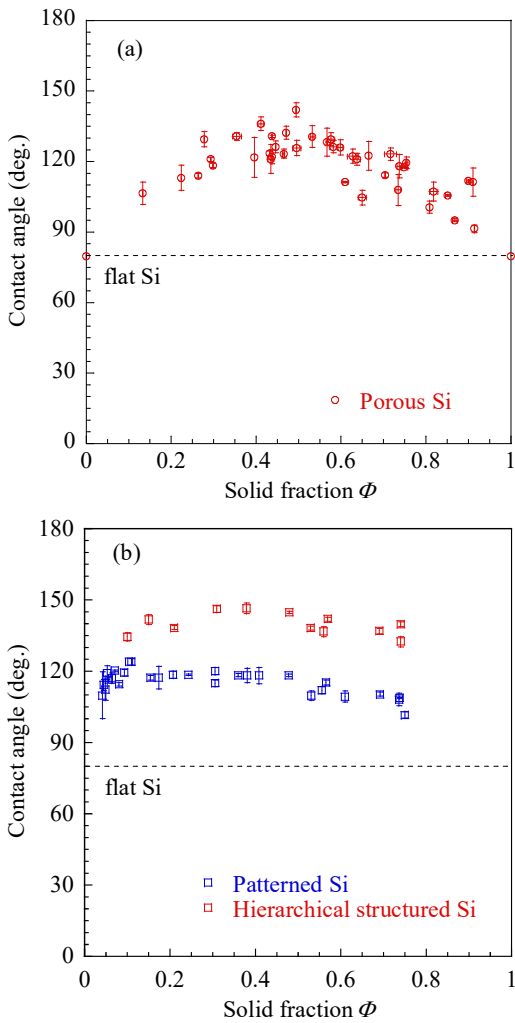 180
(a)
150
120
90
60
30
0
Contact angle (deg.)
flat Si
Porous Si
0
0.2
0.4
0.6
0.8
1
Solid fraction Φ
180
(b)
150
120
90
60
30
0
Contact angle (deg.)
flat Si
Patterned Si
Hierarchical structured Si
0
0.2
0.4
0.6
0.8
1
Solid fraction Φ